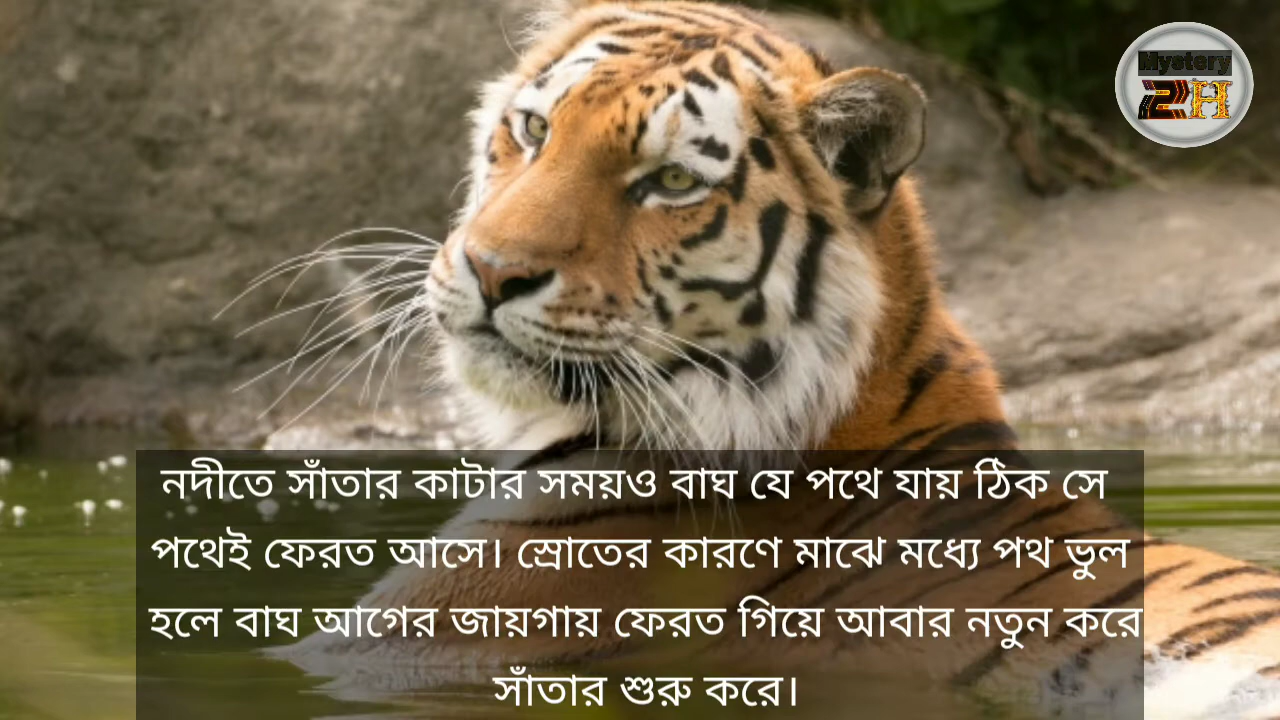 Mystery
2H
নদীতে সাঁতার কাটার সময়ও বাঘ যে পথে যায় ঠিক সে
পথেই ফেরত আসে। স্রোতের কারণে মাঝে মধ্যে পথ ভুল
হলে বাঘ আগের জায়গায় ফেরত গিয়ে আবার নতুন করে
সাঁতার শুরু করে।